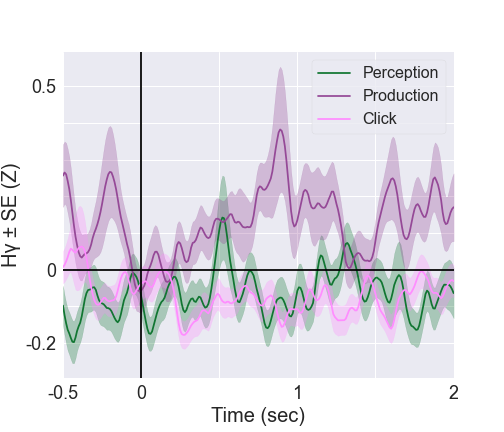 Perception
Production
Click
Hγ ± SE (Z)
0.5
0
-0.2
-0.5
0
1
2
Time (sec)